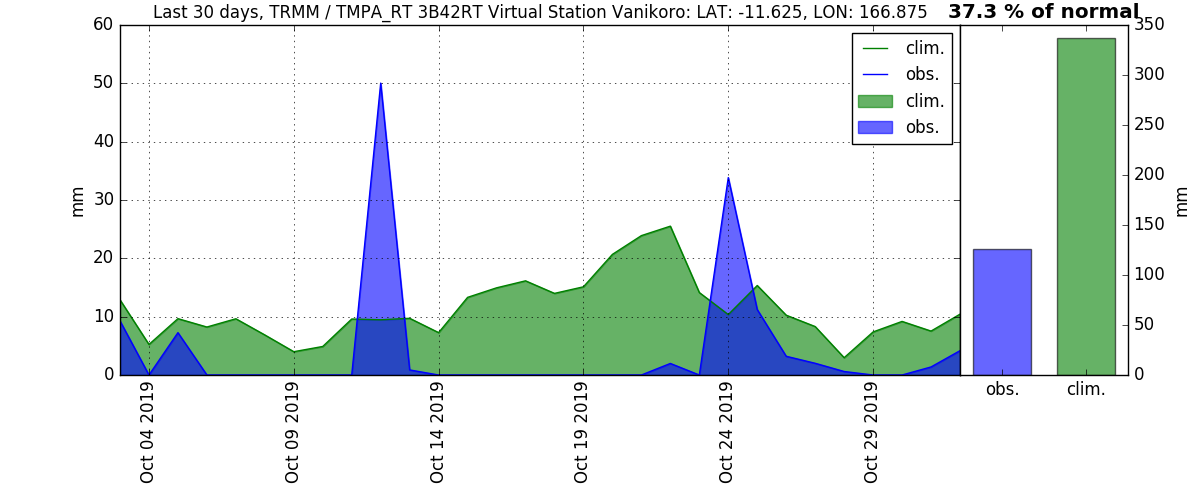 Last 30 days, TRMM / TMPA_RT 3B42RT Virtual Station Vanikoro: LAT: -11.625, LON: 166.875
37.3 % of normal
60
50
40
30
20
10
0
mm
clim.
obs.
clim.
obs.
Oct 04 2019
Oct 09 2019
Oct 14 2019
Oct 19 2019
Oct 24 2019
Oct 29 2019
350
300
250
200
150
100
50
0
mm
obs.
clim.